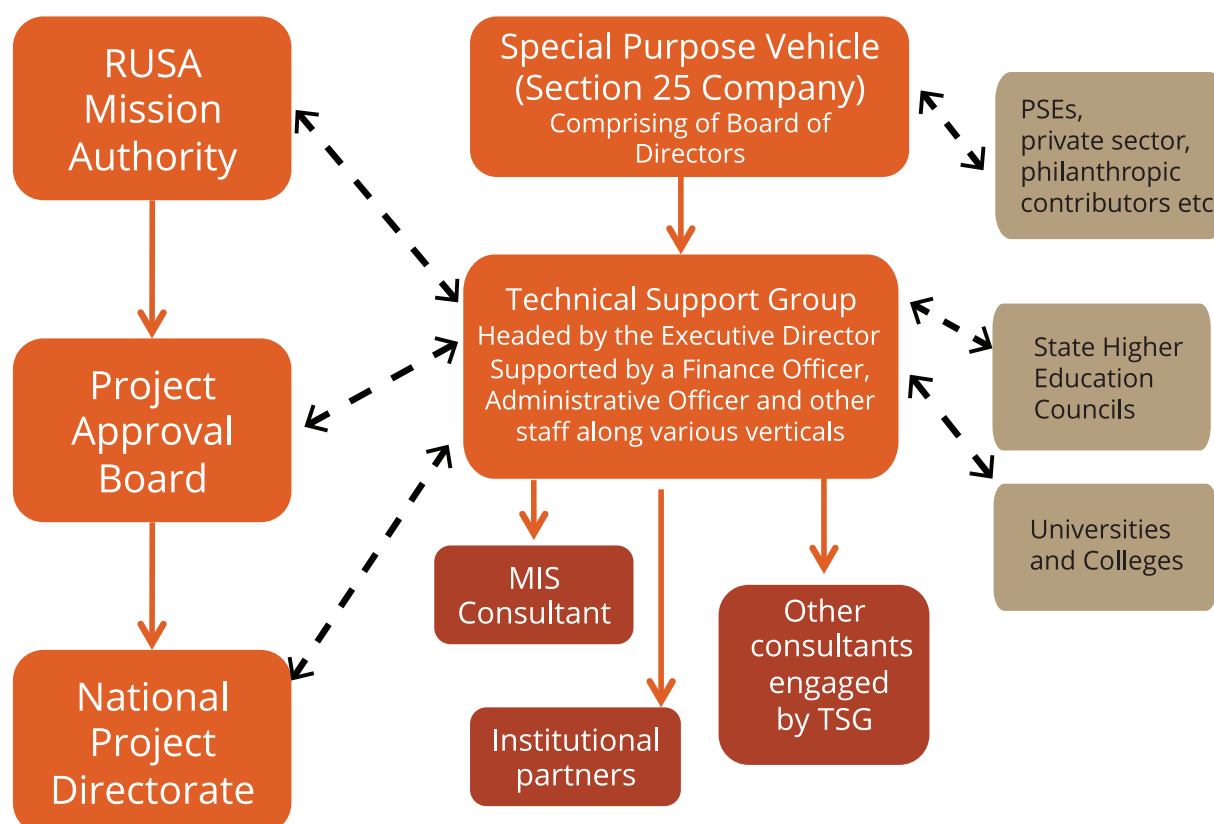 RUSA
Mission
Authority
Project
Approval
Board
National
Project
Directorate
Special Purpose Vehicle
(Section 25 Company)
Comprising of Board of
Directors
Technical Support Group
Headed by the Executive Director
Supported by a Finance Officer,
Administrative Officer and other
staff along various verticals
MIS
Consultant
Institutional
partners
Other
consultants
engaged
by TSG
PSEs,
private sector,
philanthropic
contributors etc
State Higher
Education
Councils
Universities
and Colleges